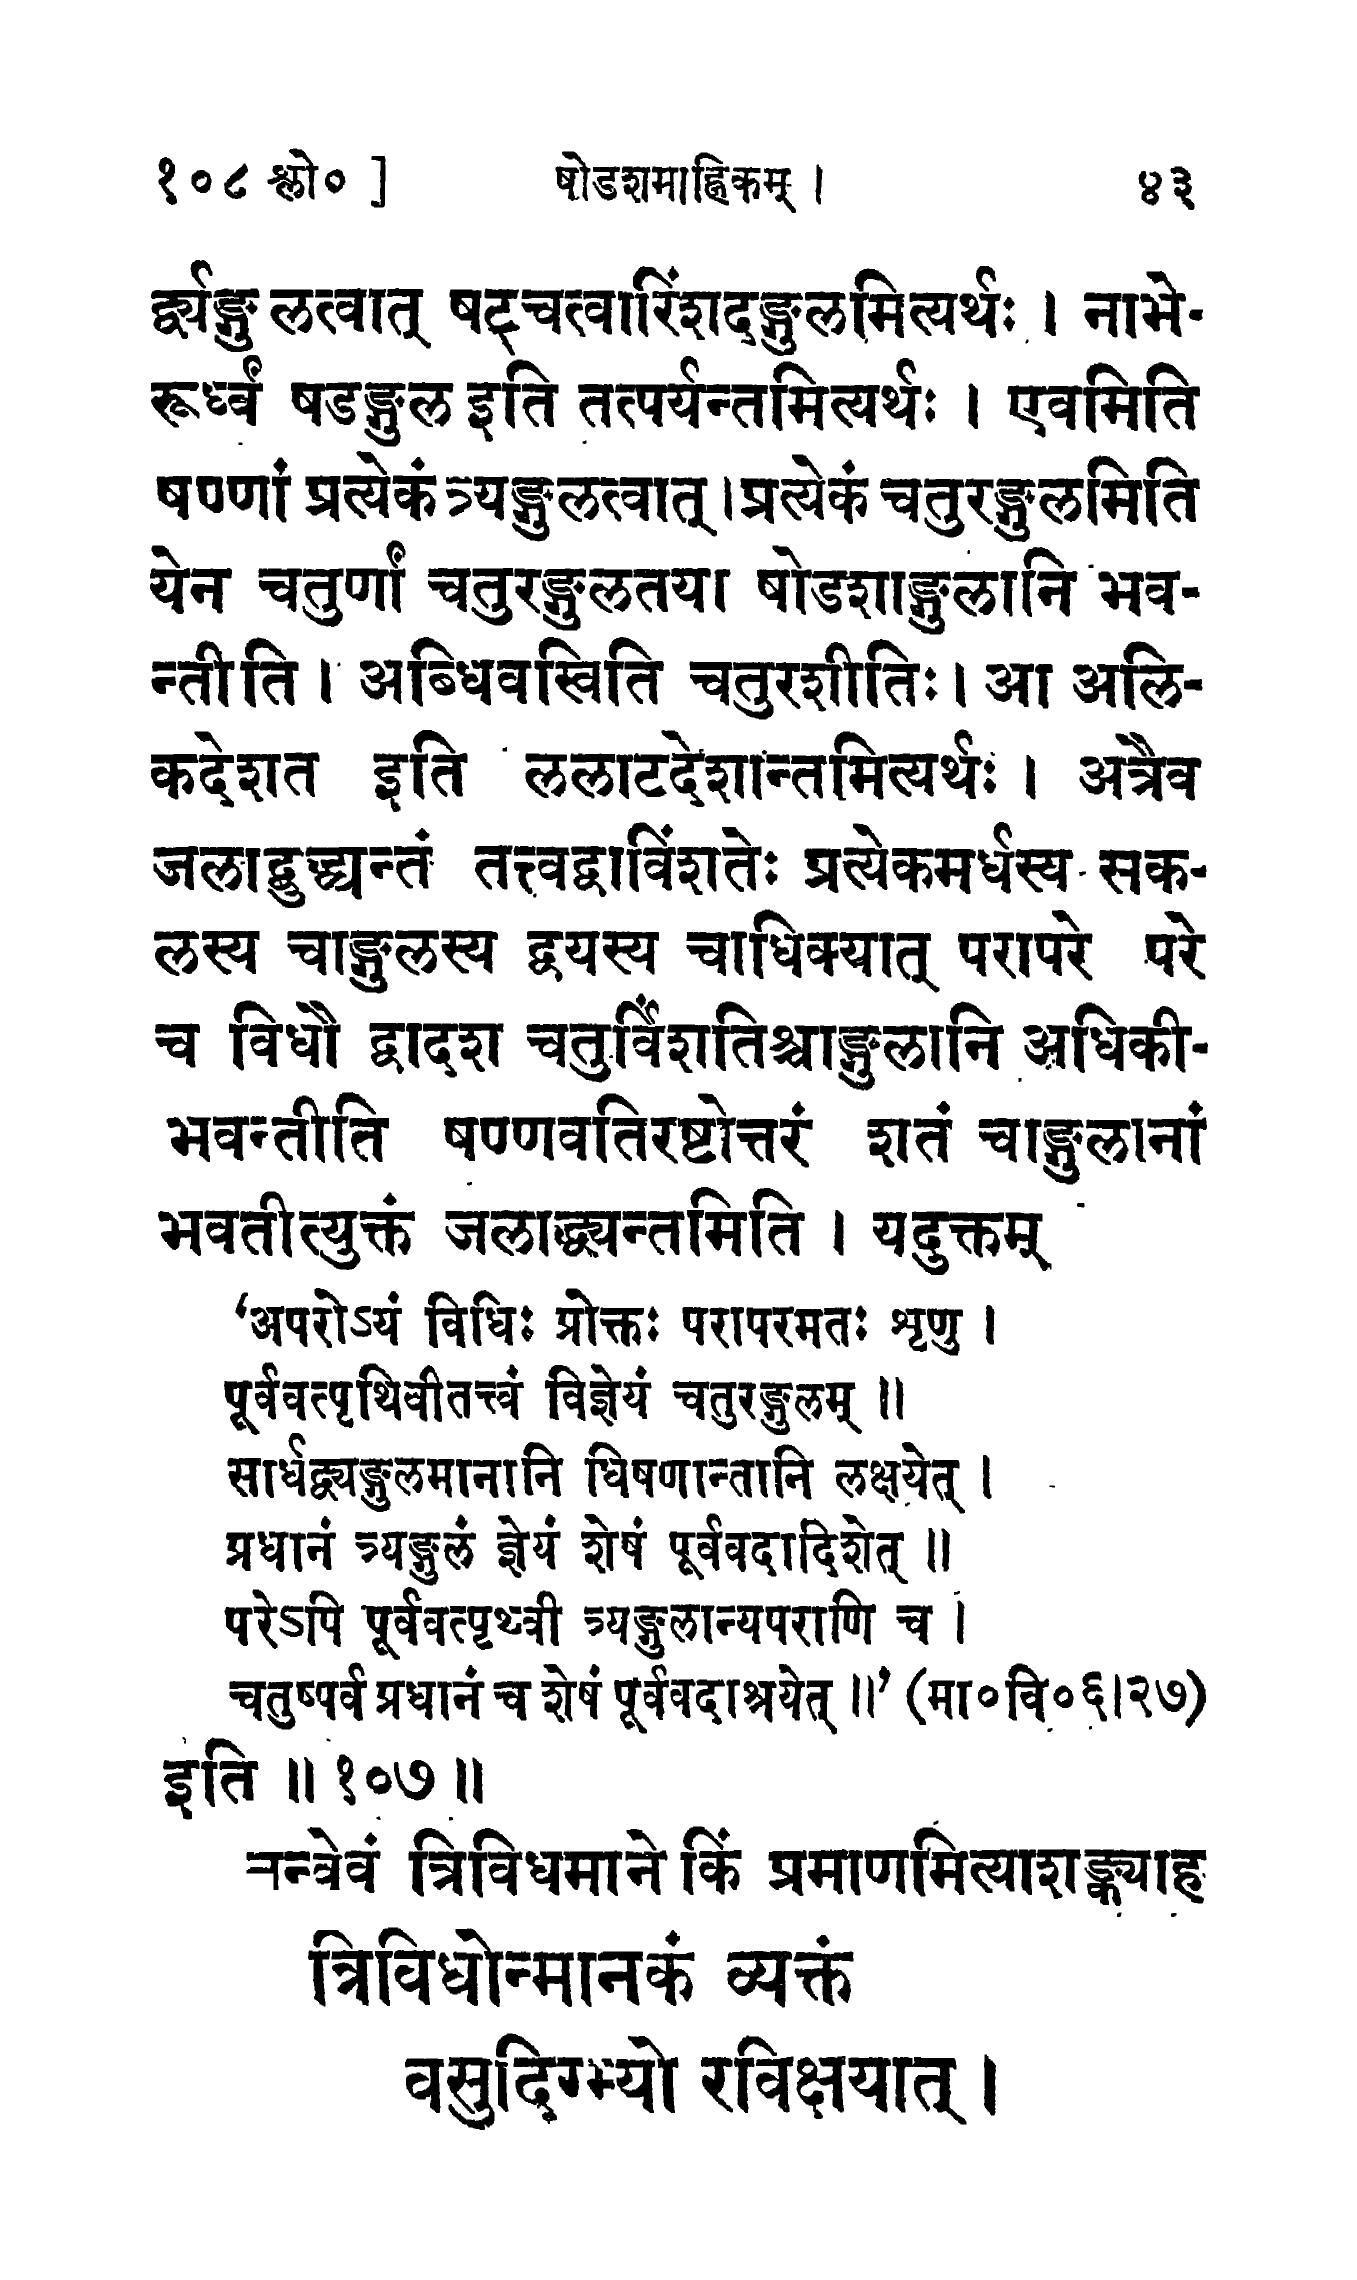 १०८ श्लो० ] षोडशमाह्निकम् । ४३
र्द्व्यङ्गुलत्वात् षट्चत्वारिंशदङ्गुलमित्यर्थः । नाभे-
रूर्ध्वं षडङ्गुल इति तत्पर्यन्तमित्यर्थः । एवमिति
षण्णां प्रत्येकं त्र्यङ्गुलत्वात् । प्रत्येकं चतुरङ्गुलमिति
येन चतुर्णां चतुरङ्गुलतया षोडशाङ्गुलानि भव-
न्तीति । अब्धिवस्विति चतुरशीतिः । आ अलि-
कदेशत इति ललाटदेशान्तमित्यर्थः । अत्रैव
जलाद्बुद्ध्यन्तं तत्त्वद्वाविंशतेः प्रत्येकमर्धस्य सक-
लस्य चाङ्गुलस्य द्वयस्य चाधिक्यात् परापरे परे
च विधौ द्वादश चतुर्विंशतिश्चाङ्गुलानि अधिकी-
भवन्तीति षण्णवतिरष्टोत्तरं शतं चाङ्गुलानां
भवतीत्युक्तं जलाद्ध्यन्तमिति । यदुक्तम्
‘अपरोऽयं विधिः प्रोक्तः परापरमतः शृणु ।
पूर्ववत्पृथिवीतत्त्वं विज्ञेयं चतुरङ्गुलम् ॥
सार्धद्व्यङ्गुलमानानि धिषणान्तानि लक्षयेत् ।
प्रधानं त्र्यङ्गुलं ज्ञेयं शेषं पूर्ववदादिशेत् ॥
परेऽपि पूर्ववत्पृथ्वी त्र्यङ्गुलान्यपराणि च ।
चतुष्पर्व प्रधानं च शेषं पूर्ववदाश्रयेत् ॥’ (मा०वि०६।२७)
इति ॥ १०७ ॥
नन्वेवं त्रिविधमाने किं प्रमाणमित्याशङ्क्याह
त्रिविधोन्मानकं व्यक्तं
वसुदिग्भ्यो रविक्षयात् ।